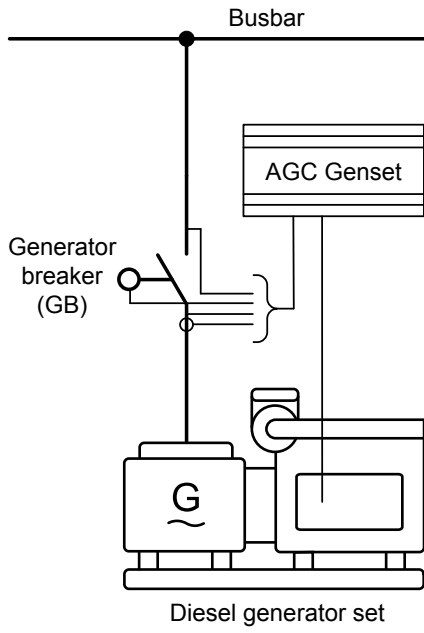 Busbar
AGC Genset
Generator
breaker
(GB)
G
Diesel generator set